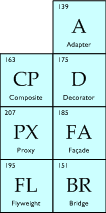 139
A
Adapter
163 175
CP D
Composite Decorator
207 185
PX FA
Proxy Façade
195 151
FL BR
Flyweight Bridge